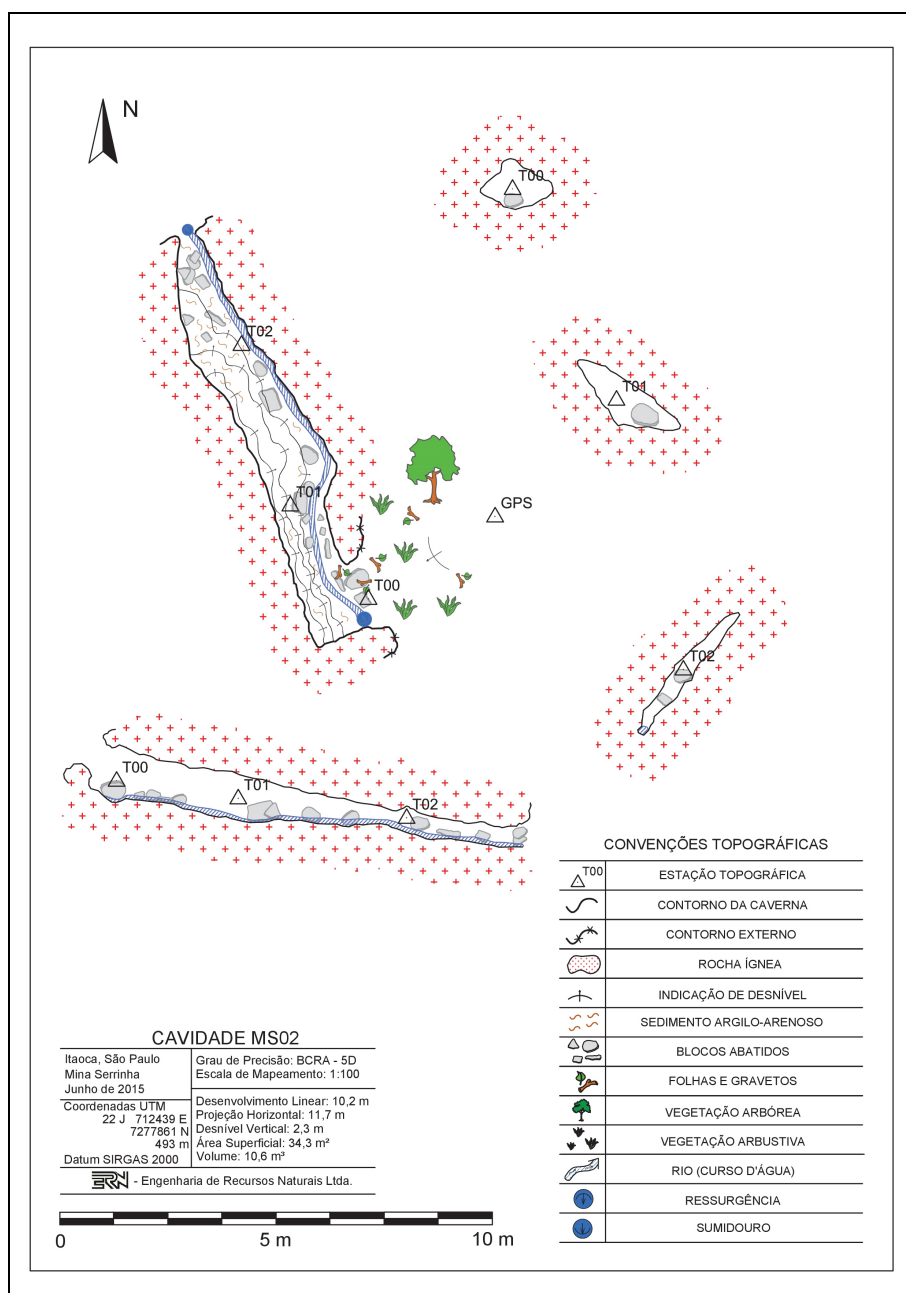 N
T00
T02
T01
T01
GPS
T00
T02
T00
T01
T02
CONVENÇÕES TOPOGRÁFICAS
T00 ESTAÇÃO TOPOGRÁFICA
CONTORNO DA CAVERNA
CONTORNO EXTERNO
ROCHA ÍGNEA
INDICAÇÃO DE DESNÍVEL
SEDIMENTO ARGILO-ARENOSO
BLOCOS ABATIDOS
FOLHAS E GRAVETOS
VEGETAÇÃO ARBÓREA
VEGETAÇÃO ARBUSTIVA
RIO (CURSO D'ÁGUA)
RESSURGÊNCIA
SUMIDOURO
CAVIDADE MS02
Itaoca, São Paulo
Mina Serrinha
Junho de 2015
Coordenadas UTM
22 J 712439 E
7277861 N
493 m
Datum SIRGAS 2000
Grau de Precisão: BCRA - 5D
Escala de Mapeamento: 1:100
Desenvolvimento Linear: 10,2 m
Projeção Horizontal: 11,7 m
Desnível Vertical: 2,3 m
Área Superficial: 34,3 m²
Volume: 10,6 m³
ERN - Engenharia de Recursos Naturais Ltda.
0 5 m 10 m